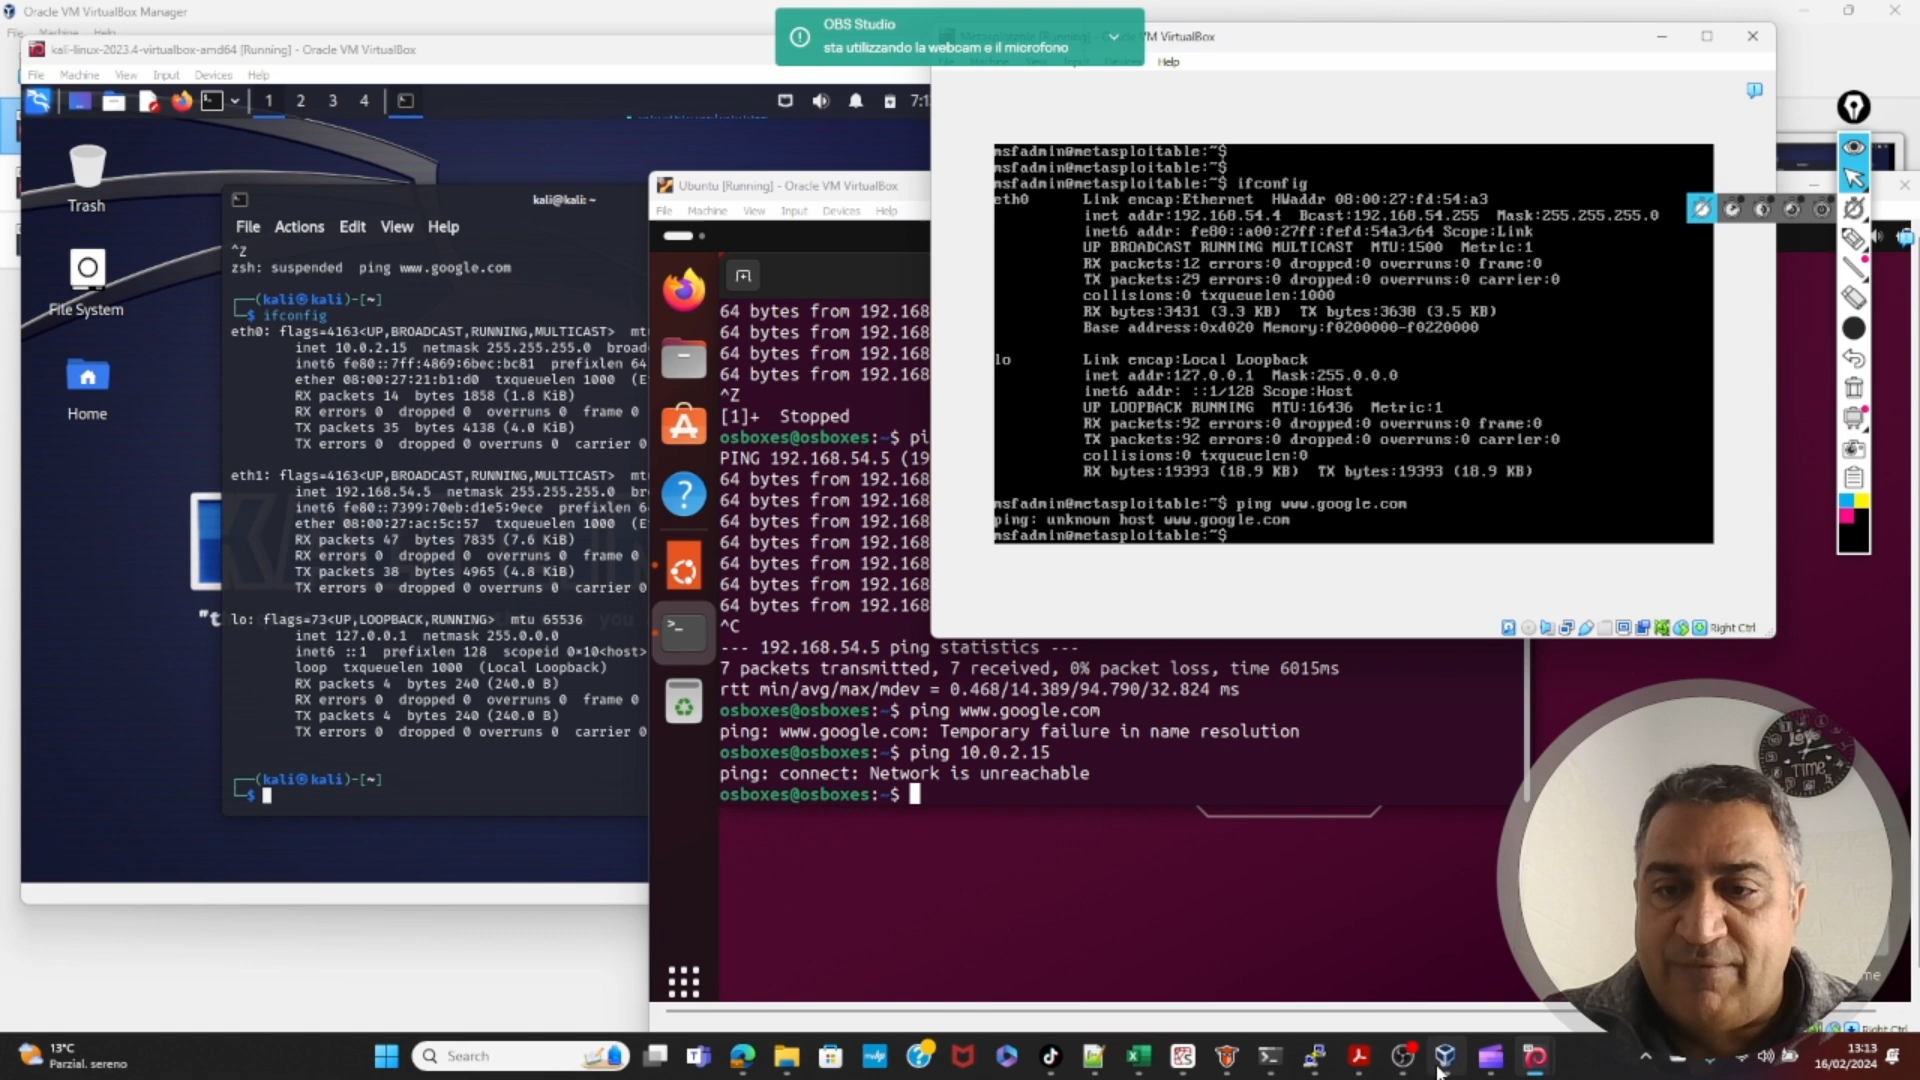 Oracle VM VirtualBox Manager
File Machine Help
kali-linux-2023.4-virtualbox-amd64 [Running] - Oracle VM VirtualBox
File Machine View Input Devices Help
1 2 3 4
Trash
File System
Home
kali@kali: ~
File Actions Edit View Help
^Z
zsh: suspended  ping www.google.com
┌──(kali㉿kali)-[~]
└─$ ifconfig
eth0: flags=4163<UP,BROADCAST,RUNNING,MULTICAST>
inet 10.0.2.15  netmask 255.255.255.0
inet6 fe80::7ff:4869:6bec:bc81  prefixlen 64
ether 08:00:27:21:b1:d0  txqueuelen 1000
RX packets 14  bytes 1858 (1.8 KiB)
RX errors 0  dropped 0  overruns 0  frame 0
TX packets 35  bytes 4138 (4.0 KiB)
TX errors 0  dropped 0 overruns 0  carrier 0
eth1: flags=4163<UP,BROADCAST,RUNNING,MULTICAST>
inet 192.168.54.5  netmask 255.255.255.0
inet6 fe80::7399:70eb:d1e5:9ece  prefixlen
ether 08:00:27:ac:5c:57  txqueuelen 1000
RX packets 47  bytes 7835 (7.6 KiB)
RX errors 0  dropped 0  overruns 0  frame 0
TX packets 38  bytes 4965 (4.8 KiB)
TX errors 0  dropped 0 overruns 0  carrier 0
lo: flags=73<UP,LOOPBACK,RUNNING>  mtu 65536
inet 127.0.0.1  netmask 255.0.0.0
inet6 ::1  prefixlen 128  scopeid 0×10<host>
loop  txqueuelen 1000  (Local Loopback)
RX packets 4  bytes 240 (240.0 B)
RX errors 0  dropped 0  overruns 0  frame 0
TX packets 4  bytes 240 (240.0 B)
TX errors 0  dropped 0 overruns 0  carrier 0
┌──(kali㉿kali)-[~]
└─$
Ubuntu [Running] - Oracle VM VirtualBox
File Machine View Input Devices Help
64 bytes from 192.168
64 bytes from 192.168
64 bytes from 192.168
64 bytes from 192.168
^Z
[1]+  Stopped
osboxes@osboxes:~$ pi
PING 192.168.54.5 (19
64 bytes from 192.168
64 bytes from 192.168
64 bytes from 192.168
64 bytes from 192.168
64 bytes from 192.168
64 bytes from 192.168
64 bytes from 192.168
^C
--- 192.168.54.5 ping statistics ---
7 packets transmitted, 7 received, 0% packet loss, time 6015ms
rtt min/avg/max/mdev = 0.468/14.389/94.790/32.824 ms
osboxes@osboxes:~$ ping www.google.com
ping: www.google.com: Temporary failure in name resolution
osboxes@osboxes:~$ ping 10.0.2.15
ping: connect: Network is unreachable
osboxes@osboxes:~$
OBS Studio
sta utilizzando la webcam e il microfono
VM VirtualBox
Help
msfadmin@metasploitable:~$
msfadmin@metasploitable:~$
msfadmin@metasploitable:~$ ifconfig
eth0      Link encap:Ethernet  HWaddr 08:00:27:fd:54:a3
inet addr:192.168.54.4  Bcast:192.168.54.255  Mask:255.255.255.0
inet6 addr: fe80::a00:27ff:fefd:54a3/64 Scope:Link
UP BROADCAST RUNNING MULTICAST  MTU:1500  Metric:1
RX packets:12 errors:0 dropped:0 overruns:0 frame:0
TX packets:29 errors:0 dropped:0 overruns:0 carrier:0
collisions:0 txqueuelen:1000
RX bytes:3431 (3.3 KB)  TX bytes:3638 (3.5 KB)
Base address:0xd020 Memory:f0200000-f0220000
lo        Link encap:Local Loopback
inet addr:127.0.0.1  Mask:255.0.0.0
inet6 addr: ::1/128 Scope:Host
UP LOOPBACK RUNNING  MTU:16436  Metric:1
RX packets:92 errors:0 dropped:0 overruns:0 frame:0
TX packets:92 errors:0 dropped:0 overruns:0 carrier:0
collisions:0 txqueuelen:0
RX bytes:19393 (18.9 KB)  TX bytes:19393 (18.9 KB)
msfadmin@metasploitable:~$ ping www.google.com
ping: unknown host www.google.com
msfadmin@metasploitable:~$
Right Ctrl
Life
TIME
13°C
Parzial. sereno
Search
13:13
16/02/2024